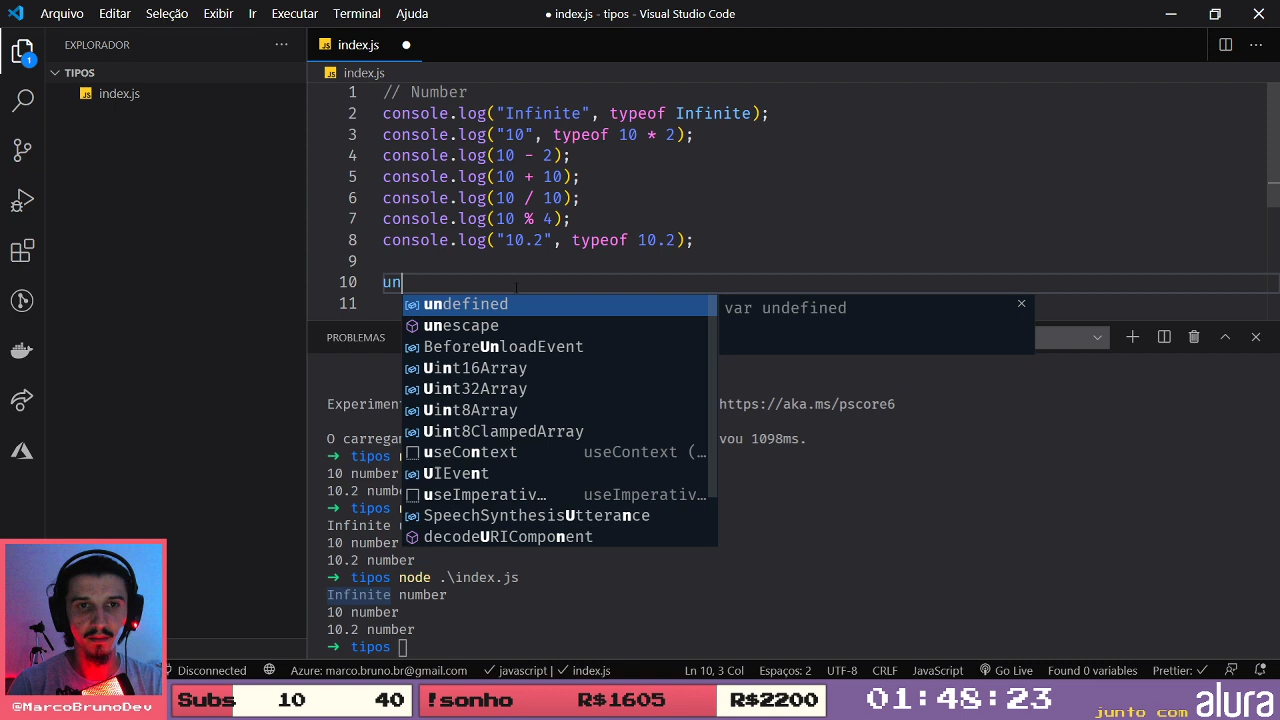 Arquivo Editar Seleção Exibir Ir Executar Terminal Ajuda
● index.js - tipos - Visual Studio Code
EXPLORADOR
index.js
TIPOS
index.js
index.js
1 // Number
2 console.log("Infinite", typeof Infinite);
3 console.log("10", typeof 10 * 2);
4 console.log(10 - 2);
5 console.log(10 + 10);
6 console.log(10 / 10);
7 console.log(10 % 4);
8 console.log("10.2", typeof 10.2);
9
10 un
11
undefined
var undefined
unescape
BeforeUnloadEvent
Uint16Array
Uint32Array
Uint8Array
Uint8ClampedArray
useContext useContext (…
UIEvent
useImperativ… useImperativ…
SpeechSynthesisUtterance
decodeURIComponent
1
PROBLEMAS
Experimen
https://aka.ms/pscore6
O carregam
vou 1098ms.
→ tipos
10 number
10.2 numb
→ tipos
Infinite
10 number
10.2 number
→ tipos node .\index.js
Infinite number
10 number
10.2 number
→ tipos
Disconnected Azure: marco.bruno.br@gmail.com ✓ javascript | ✓ index.js Ln 10, 3 Col Espaços: 2 UTF-8 CRLF JavaScript Go Live Found 0 variables Prettier: ✓
@MarcoBrunoDev
Subs 10 40
!sonho R$1605 R$2200
01:48:23
junto com alura